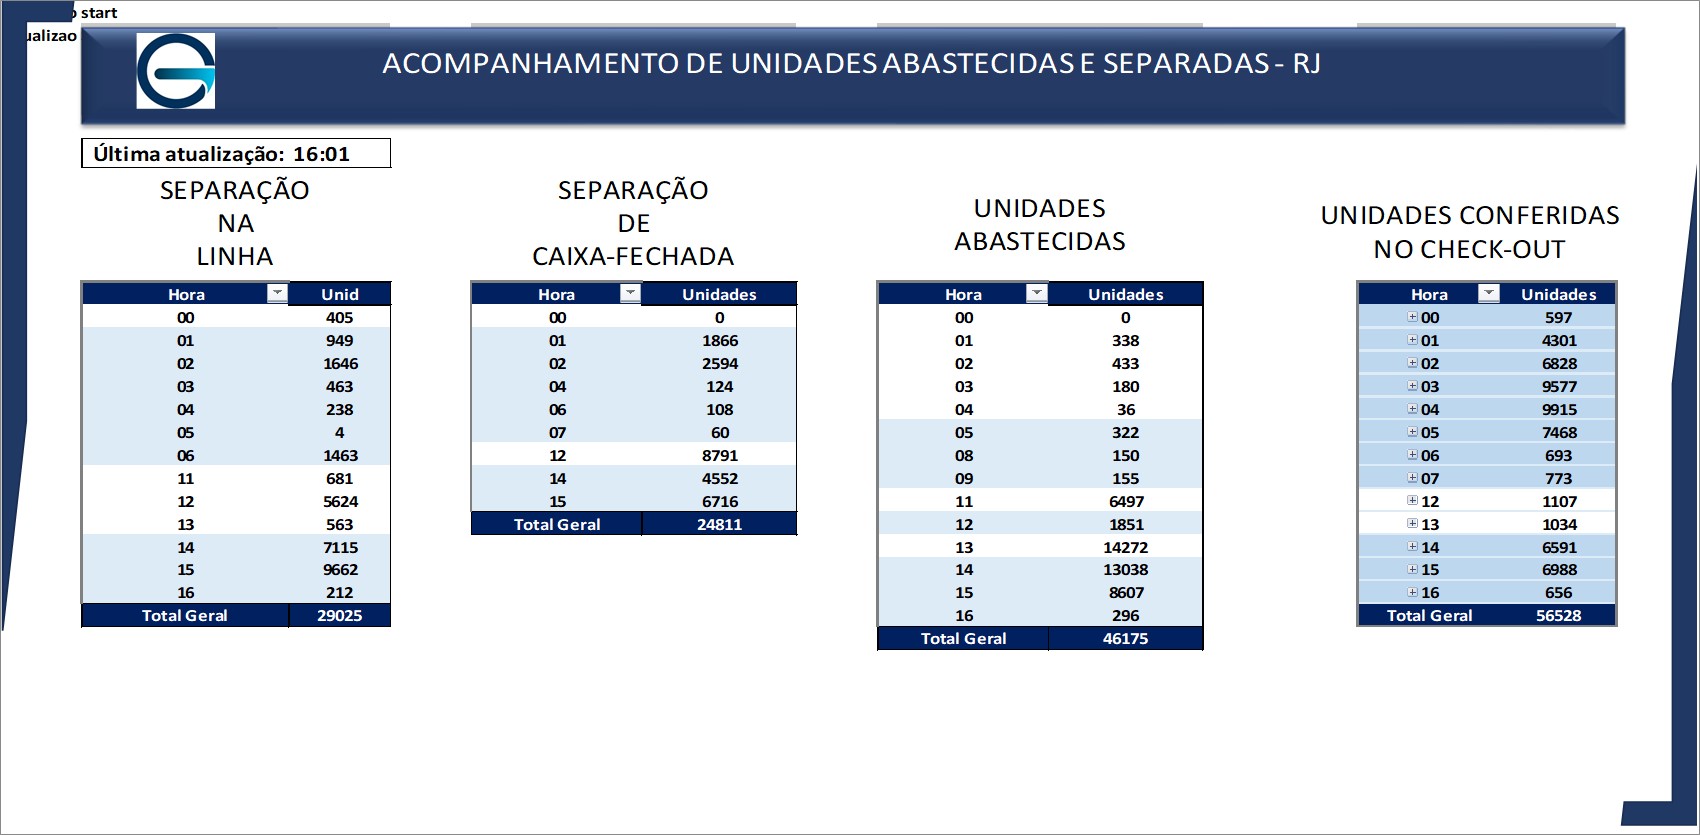 start
ualizao
ACOMPANHAMENTO DE UNIDADES ABASTECIDAS E SEPARADAS - RJ
Última atualização: 16:01
SEPARAÇÃO
NA
LINHA
Hora Unid
00 405
01 949
02 1646
03 463
04 238
05 4
06 1463
11 681
12 5624
13 563
14 7115
15 9662
16 212
Total Geral 29025
SEPARAÇÃO
DE
CAIXA-FECHADA
Hora Unidades
00 0
01 1866
02 2594
04 124
06 108
07 60
12 8791
14 4552
15 6716
Total Geral 24811
UNIDADES
ABASTECIDAS
Hora Unidades
00 0
01 338
02 433
03 180
04 36
05 322
08 150
09 155
11 6497
12 1851
13 14272
14 13038
15 8607
16 296
Total Geral 46175
UNIDADES CONFERIDAS
NO CHECK-OUT
Hora Unidades
00 597
01 4301
02 6828
03 9577
04 9915
05 7468
06 693
07 773
12 1107
13 1034
14 6591
15 6988
16 656
Total Geral 56528